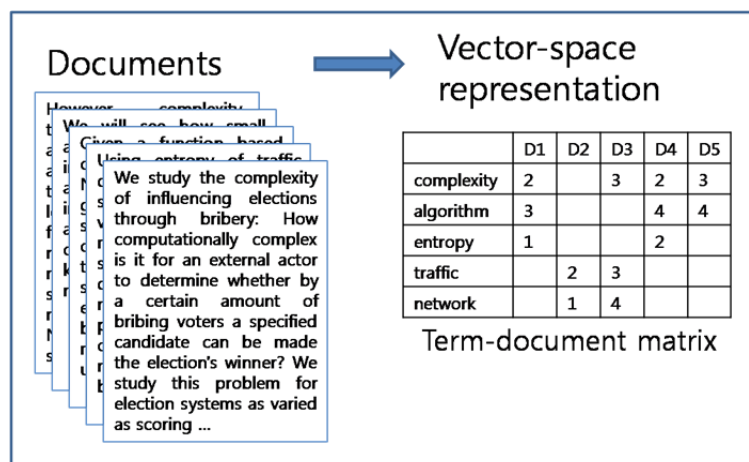 Documents
Vector-space
representation
However, complexity
We will see how small
Given a function based
Using entropy of traffic
We study the complexity
of influencing elections
through bribery: How
computationally complex
is it for an external actor
to determine whether by
a certain amount of
bribing voters a specified
candidate can be made
the election's winner? We
study this problem for
election systems as varied
as scoring ...
D1 D2 D3 D4 D5
complexity 2 3 2 3
algorithm 3 4 4
entropy 1 2
traffic 2 3
network 1 4
Term-document matrix